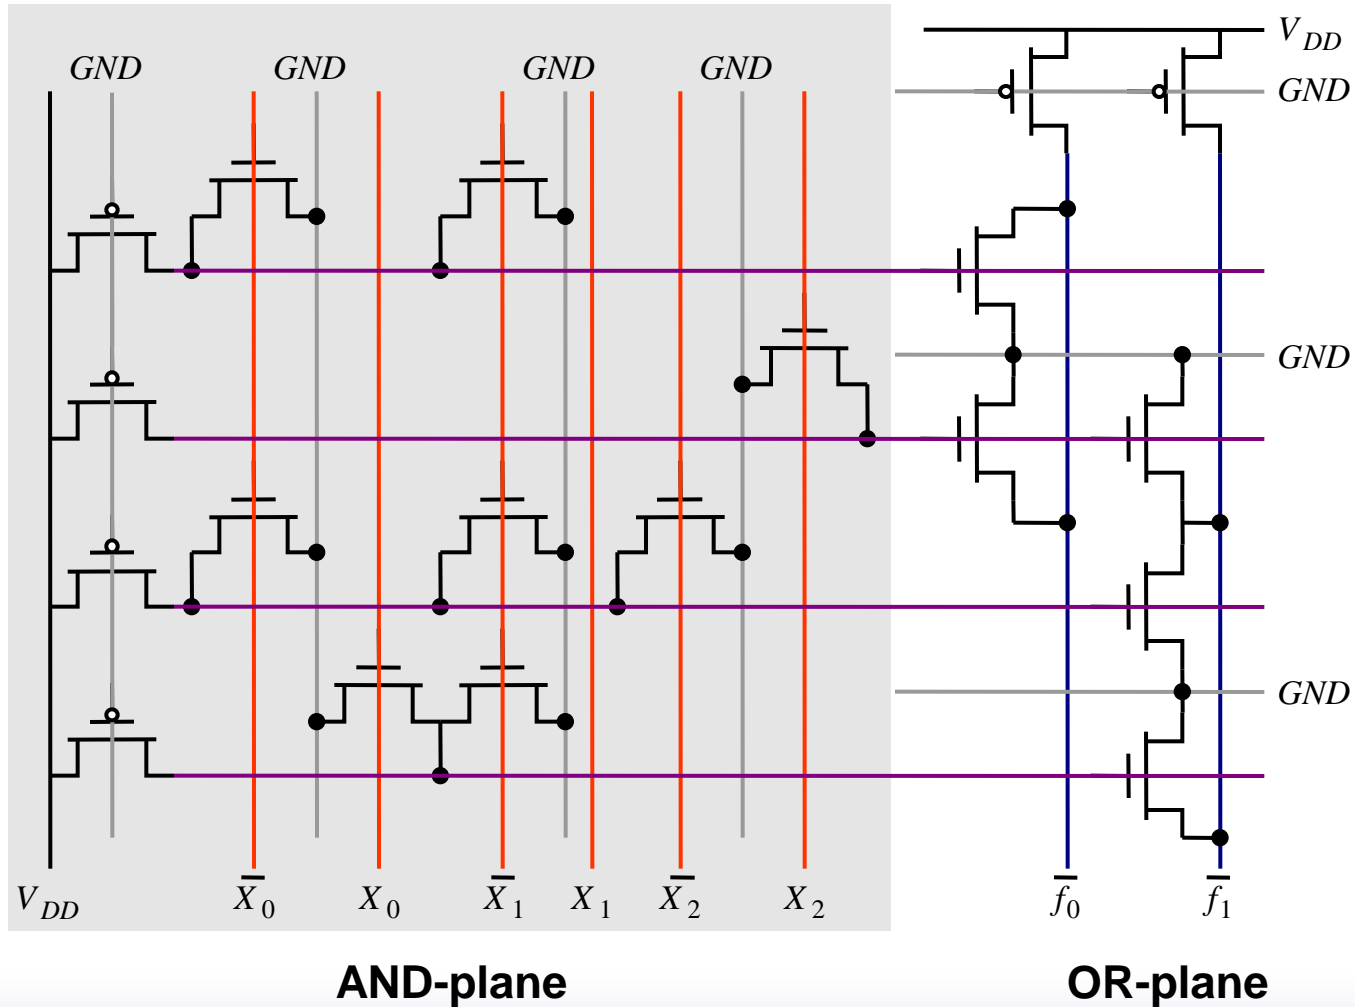 V_DD
GND GND GND GND
GND
GND
GND
V_DD X̅_0 X_0 X̅_1 X_1 X̅_2 X_2 f̅_0 f̅_1
AND-plane OR-plane